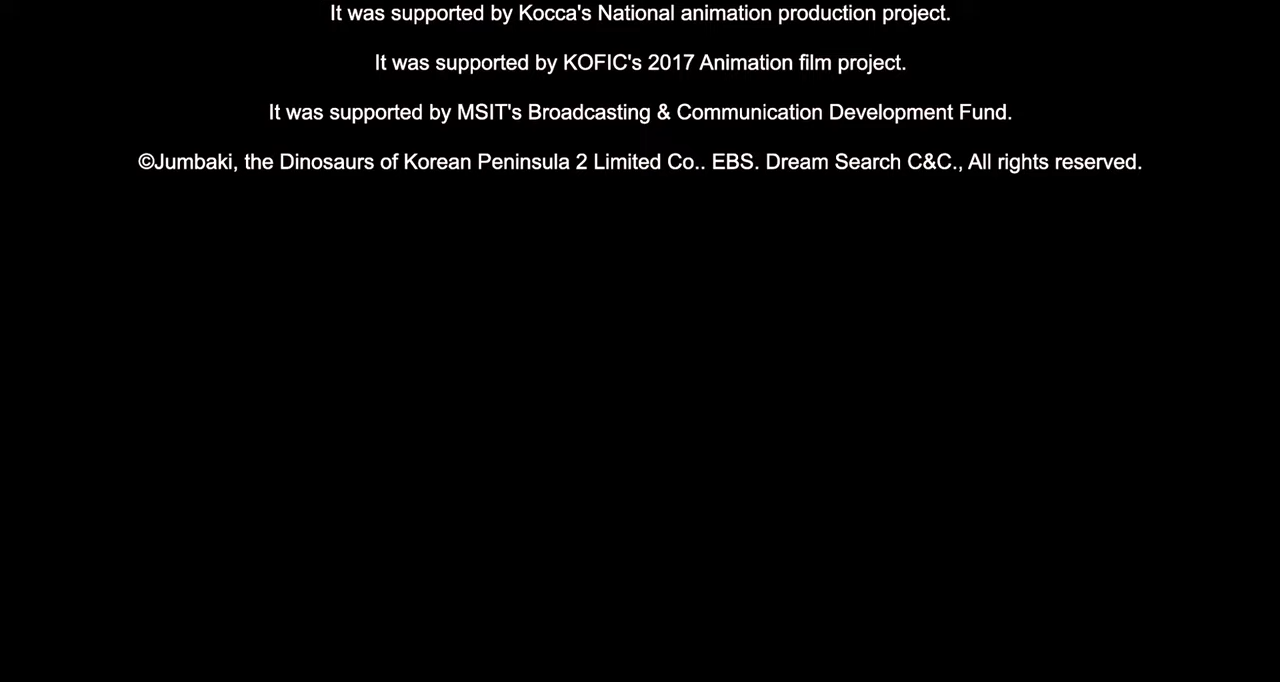 It was supported by Kocca's National animation production project.
It was supported by KOFIC's 2017 Animation film project.
It was supported by MSIT's Broadcasting & Communication Development Fund.
©Jumbaki, the Dinosaurs of Korean Peninsula 2 Limited Co.. EBS. Dream Search C&C., All rights reserved.